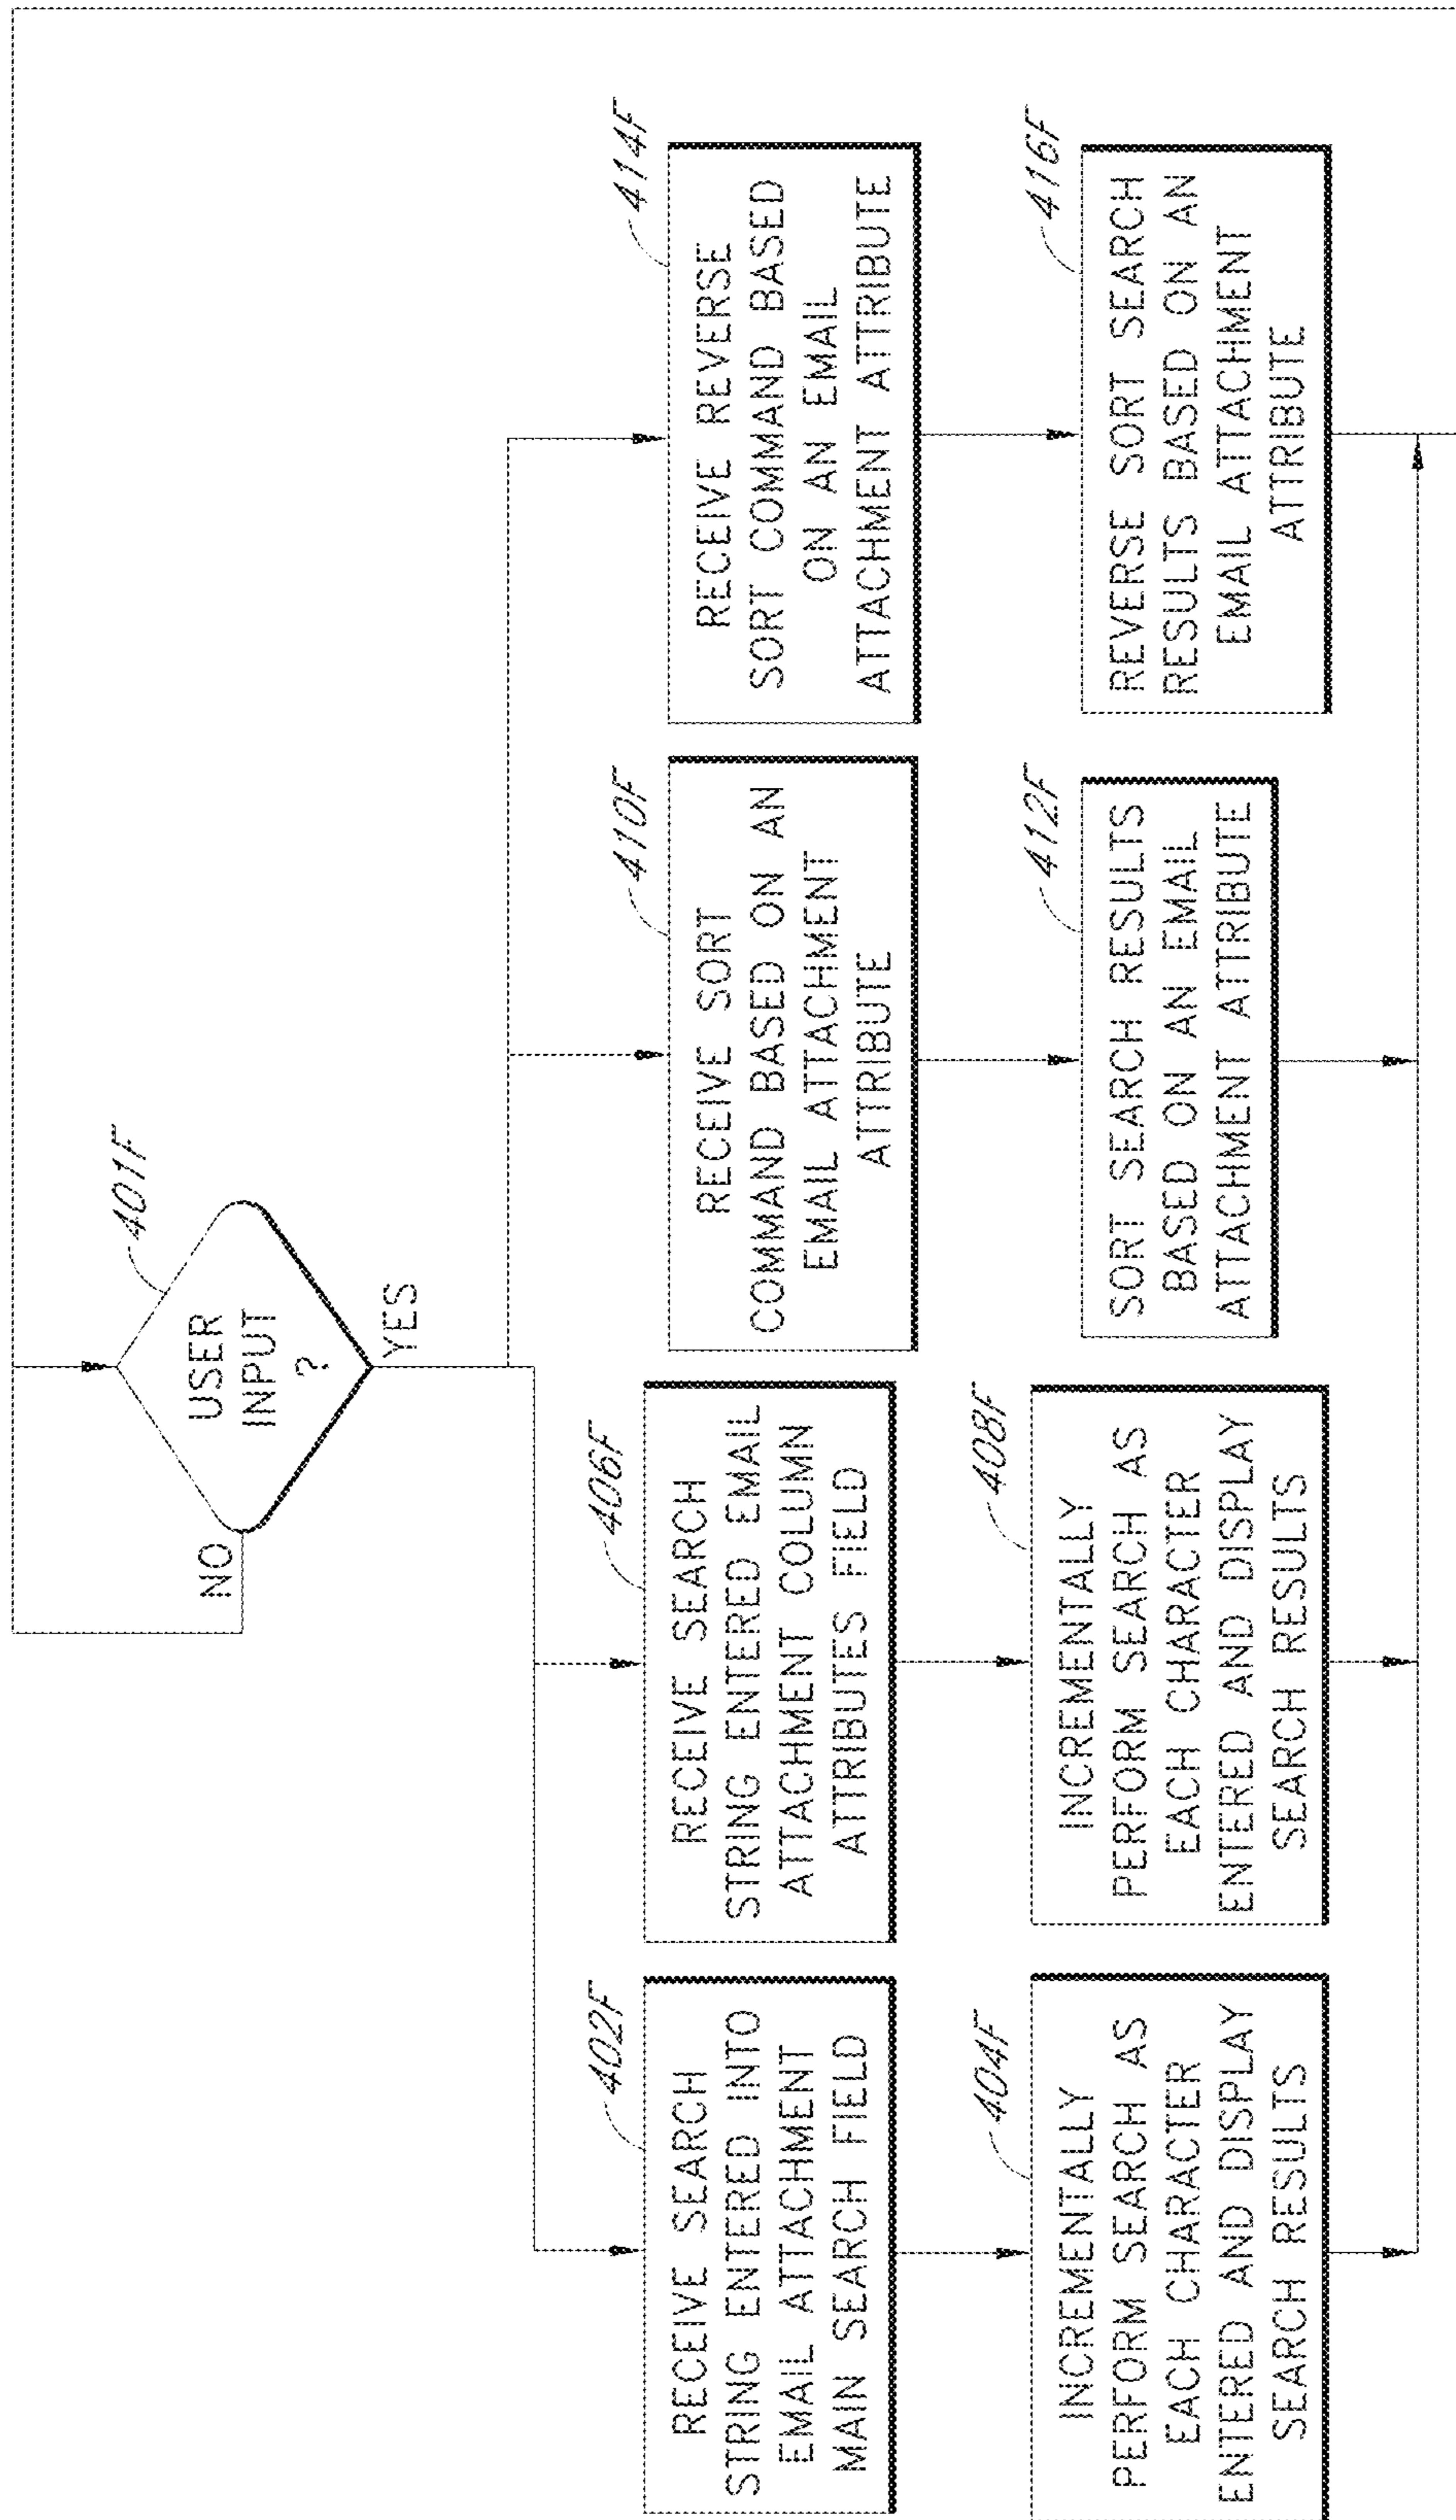 401F
USER
INPUT
?
NO
YES
402F
RECEIVE SEARCH
STRING ENTERED INTO
EMAIL ATTACHMENT
MAIN SEARCH FIELD
406F
RECEIVE SEARCH
STRING ENTERED EMAIL
ATTACHMENT COLUMN
ATTRIBUTES FIELD
410F
RECEIVE SORT
COMMAND BASED ON AN
EMAIL ATTACHMENT
ATTRIBUTE
414F
RECEIVE REVERSE
SORT COMMAND BASED
ON AN EMAIL
ATTACHMENT ATTRIBUTE
404F
INCREMENTALLY
PERFORM SEARCH AS
EACH CHARACTER
ENTERED AND DISPLAY
SEARCH RESULTS
408F
INCREMENTALLY
PERFORM SEARCH AS
EACH CHARACTER
ENTERED AND DISPLAY
SEARCH RESULTS
412F
SORT SEARCH RESULTS
BASED ON AN EMAIL
ATTACHMENT ATTRIBUTE
416F
REVERSE SORT SEARCH
RESULTS BASED ON AN
EMAIL ATTACHMENT
ATTRIBUTE